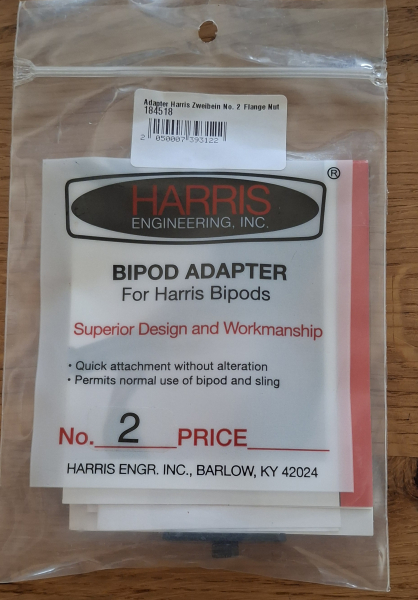 Adapter Harris Zweibein No. 2 Flange Nut
184518
2 050007 393122
®
HARRIS
ENGINEERING, INC.
BIPOD ADAPTER
For Harris Bipods
Superior Design and Workmanship
• Quick attachment without alteration
• Permits normal use of bipod and sling
No. 2 PRICE
HARRIS ENGR. INC., BARLOW, KY 42024